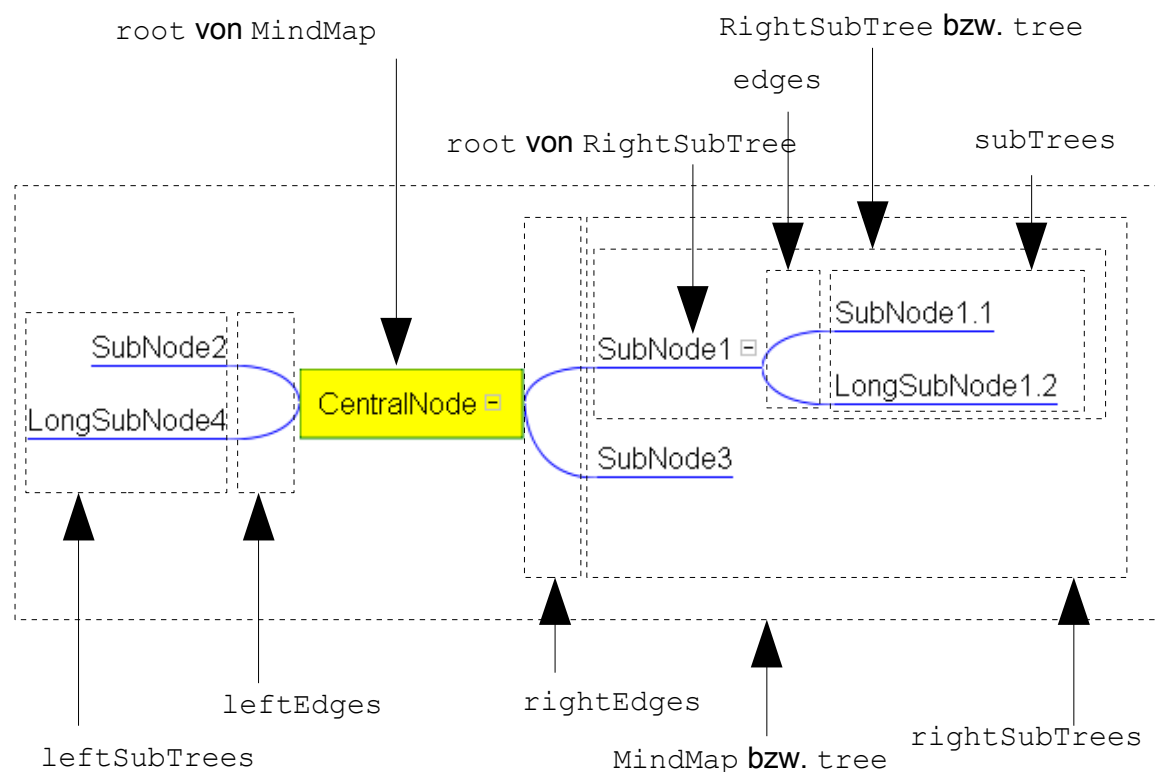 root von MindMap
RightSubTree bzw. tree
edges
root von RightSubTree
subTrees
SubNode1.1
SubNode2
SubNode1
LongSubNode1.2
CentralNode
LongSubNode4
SubNode3
leftEdges
rightEdges
leftSubTrees
MindMap bzw. tree
rightSubTrees